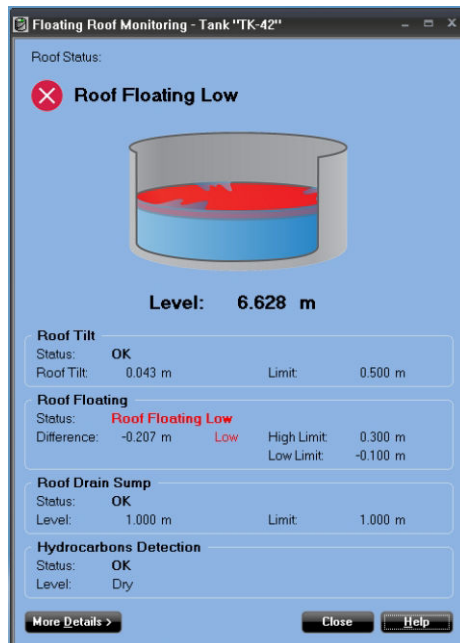 Floating Roof Monitoring - Tank "TK-42"
Roof Status:
Roof Floating Low
Level: 6.628 m
Roof Tilt
Status: OK
Roof Tilt: 0.043 m Limit: 0.500 m
Roof Floating
Status: Roof Floating Low
Difference: -0.207 m Low High Limit: 0.300 m
Low Limit: -0.100 m
Roof Drain Sump
Status: OK
Level: 1.000 m Limit: 1.000 m
Hydrocarbons Detection
Status: OK
Level: Dry
More Details > Close Help